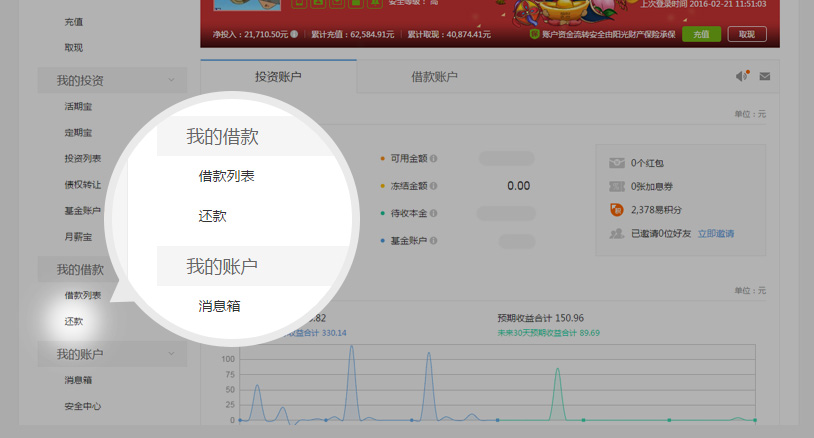 安全等级： 高
上次登录时间 2016-02-21 11:51:03
净投入：21,710.50元 累计充值：62,584.91元 累计取现：40,874.41元
账户资金流转安全由阳光财产保险承保 充值 取现
充值
取现
我的投资
活期宝
定期宝
投资列表
债权转让
基金账户
月薪宝
我的借款
借款列表
还款
我的账户
消息箱
安全中心
我的借款
借款列表
还款
我的账户
消息箱
投资账户 借款账户
单位：元
可用金额
冻结金额 0.00
待收本金
基金账户
0个红包
0张加息券
2,378易积分
已邀请0位好友 立即邀请
单位：元
.82
收益合计 330.14
预期收益合计 150.96
未来30天预期收益合计 89.69
100
75
50
25
0